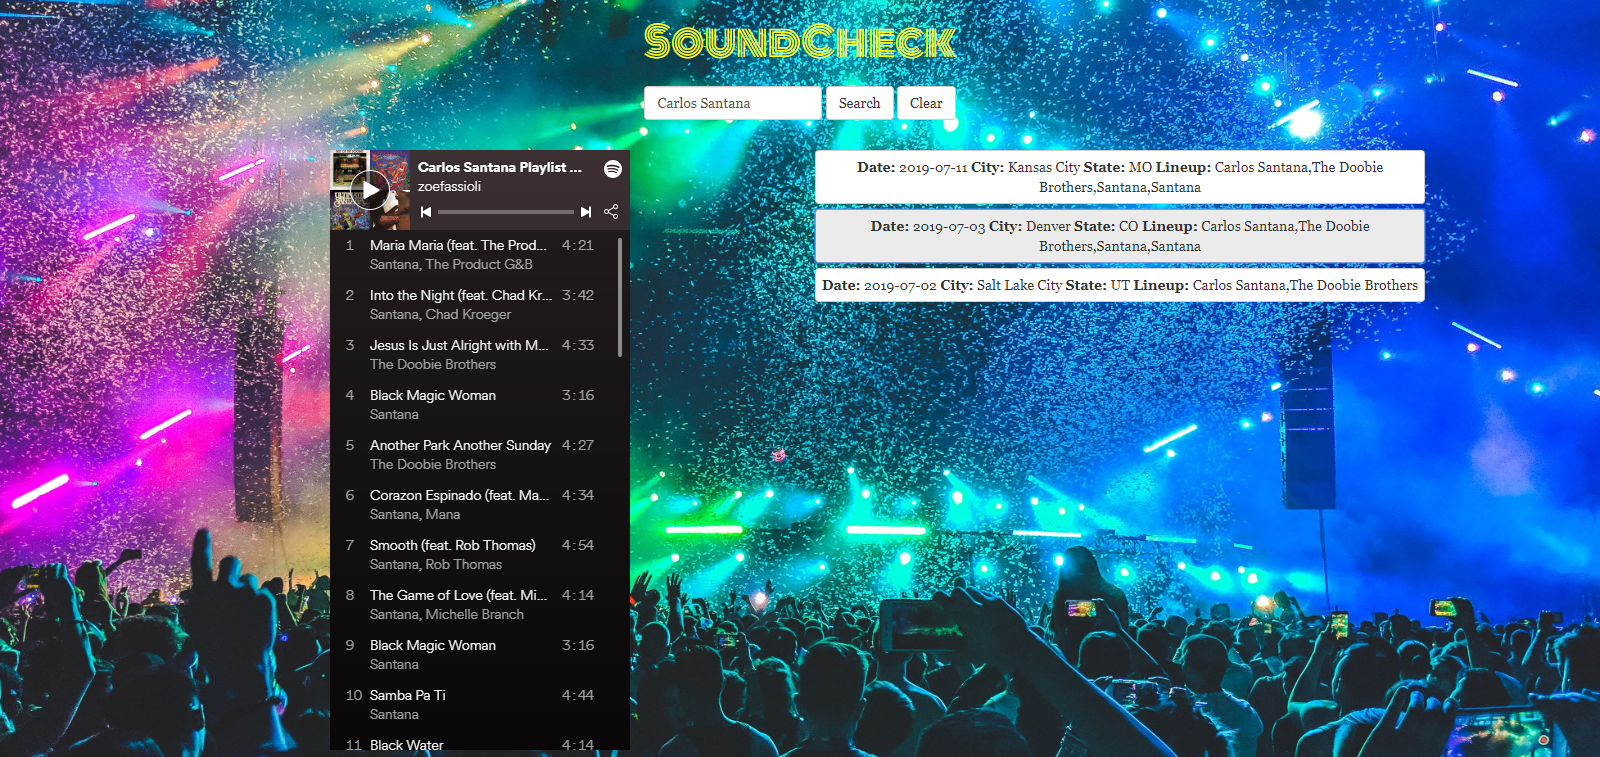 SoundCheck
Carlos Santana
Search
Clear
Carlos Santana Playlist ...
zoefassioli
1 Maria Maria (feat. The Prod... 4:21
Santana, The Product G&B
2 Into the Night (feat. Chad Kr... 3:42
Santana, Chad Kroeger
3 Jesus Is Just Alright with M... 4:33
The Doobie Brothers
4 Black Magic Woman 3:16
Santana
5 Another Park Another Sunday 4:27
The Doobie Brothers
6 Corazon Espinado (feat. Ma... 4:34
Santana, Mana
7 Smooth (feat. Rob Thomas) 4:54
Santana, Rob Thomas
8 The Game of Love (feat. Mi... 4:14
Santana, Michelle Branch
9 Black Magic Woman 3:16
Santana
10 Samba Pa Ti 4:44
Santana
11 Black Water 4:14
Date: 2019-07-11 City: Kansas City State: MO Lineup: Carlos Santana,The Doobie
Brothers,Santana,Santana
Date: 2019-07-03 City: Denver State: CO Lineup: Carlos Santana,The Doobie
Brothers,Santana,Santana
Date: 2019-07-02 City: Salt Lake City State: UT Lineup: Carlos Santana,The Doobie Brothers